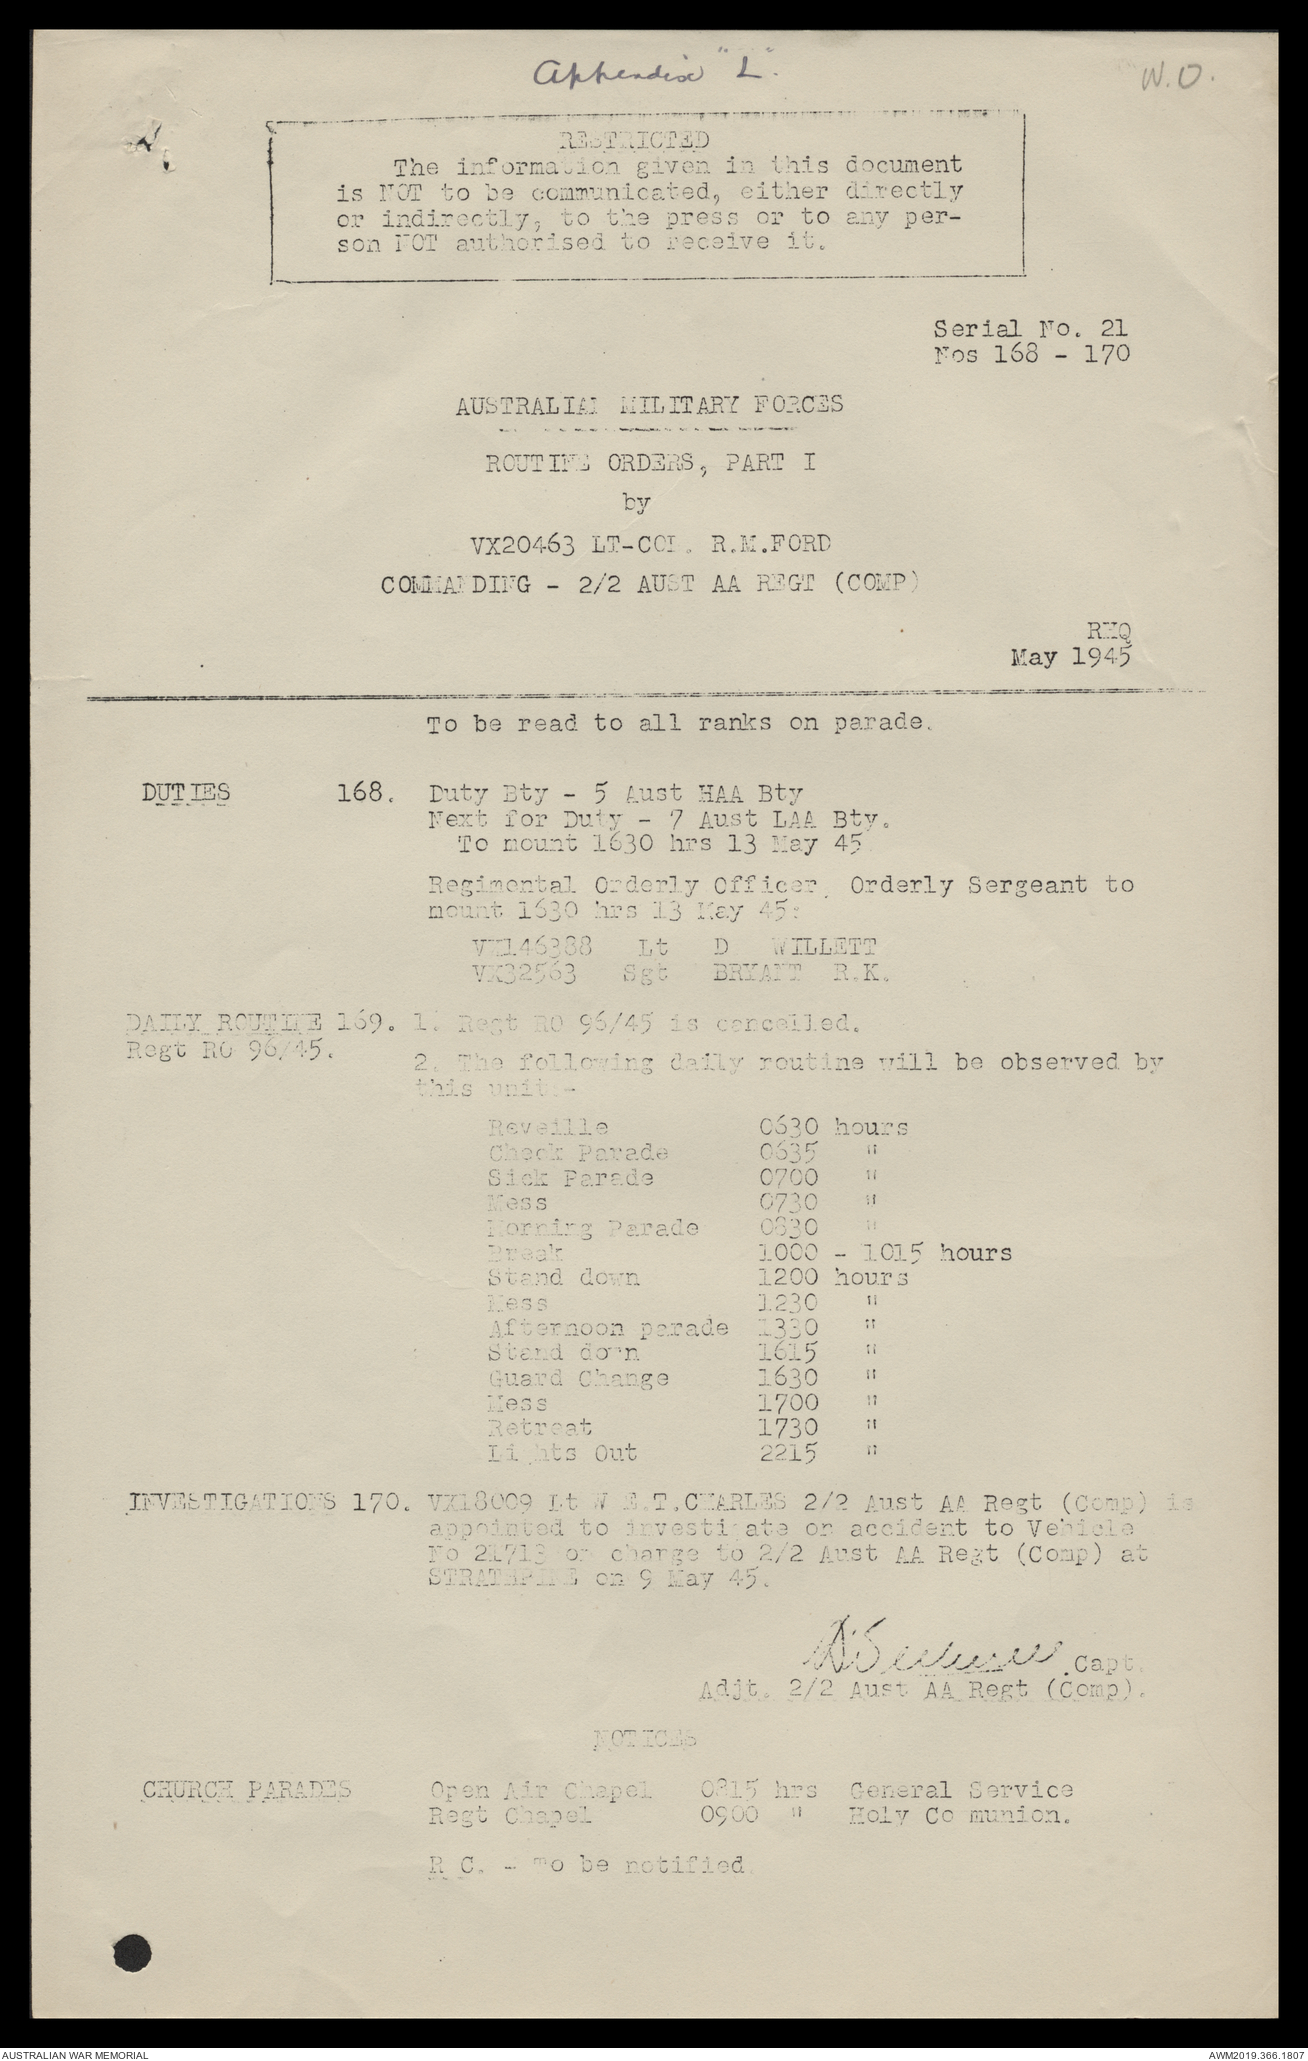 Appendix "L".
W.D.
RESTRICTED
The information given in this document
is NOT to be communicated, either directly
or indirectly, to the press or to any per-
son NOT authorised to receive it.
Serial No. 21
Nos 168 - 170
AUSTRALIAN MILITARY FORCES
ROUTINE ORDERS, PART I
by
VX20463 LT-COL. R.M.FORD
COMMANDING - 2/2 AUST AA REGT (COMP)
RHQ
May 1945
To be read to all ranks on parade.
DUTIES 168. Duty Bty - 5 Aust HAA Bty
Next for Duty - 7 Aust LAA Bty.
To mount 1630 hrs 13 May 45
Regimental Orderly Officer, Orderly Sergeant to
mount 1630 hrs 13 May 45:
VX146388 Lt D WILLETT
VX32563 Sgt BRYANT R.K.
DAILY ROUTINE 169. 1. Regt RO 96/45 is cancelled.
Regt RO 96/45.
2. The following daily routine will be observed by
this unit:-
Reveille 0630 hours
Check Parade 0635 "
Sick Parade 0700 "
Mess 0730 "
Morning Parade 0830 "
Break 1000 - 1015 hours
Stand down 1200 hours
Mess 1230 "
Afternoon parade 1330 "
Stand down 1615 "
Guard Change 1630 "
Mess 1700 "
Retreat 1730 "
Lights Out 2215 "
INVESTIGATIONS 170. VX18009 Lt W E.T.CHARLES 2/2 Aust AA Regt (Comp) is
appointed to investigate on accident to Vehicle
No 21713 on charge to 2/2 Aust AA Regt (Comp) at
STRATHPINE on 9 May 45.
Capt.
Adjt. 2/2 Aust AA Regt (Comp).
NOTICES
CHURCH PARADES Open Air Chapel 0815 hrs General Service
Regt Chapel 0900 " Holy Co munion.
R.C. - To be notified.
AUSTRALIAN WAR MEMORIAL
AWM2019.366.1807